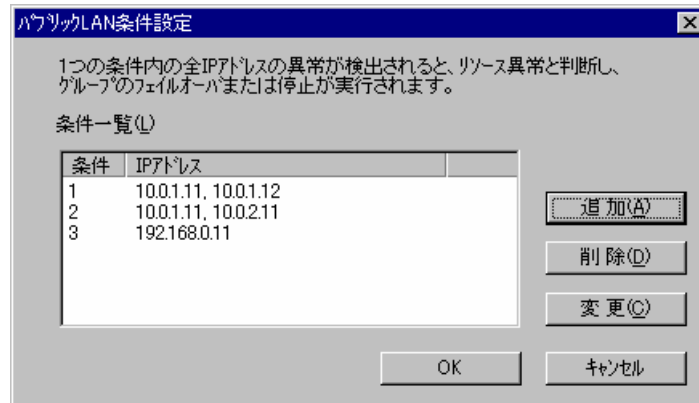 ﾊﾟﾌﾞﾘｯｸLAN条件設定
1つの条件内の全IPｱﾄﾞﾚｽの異常が検出されると、ﾘｿｰｽ異常と判断し、
ｸﾞﾙｰﾌﾟのﾌｪｲﾙｵｰﾊﾞまたは停止が実行されます。
条件一覧(L)
条件 IPｱﾄﾞﾚｽ
1 10.0.1.11, 10.0.1.12
2 10.0.1.11, 10.0.2.11
3 192.168.0.11
追 加(A)
削 除(D)
変 更(C)
OK ｷｬﾝｾﾙ